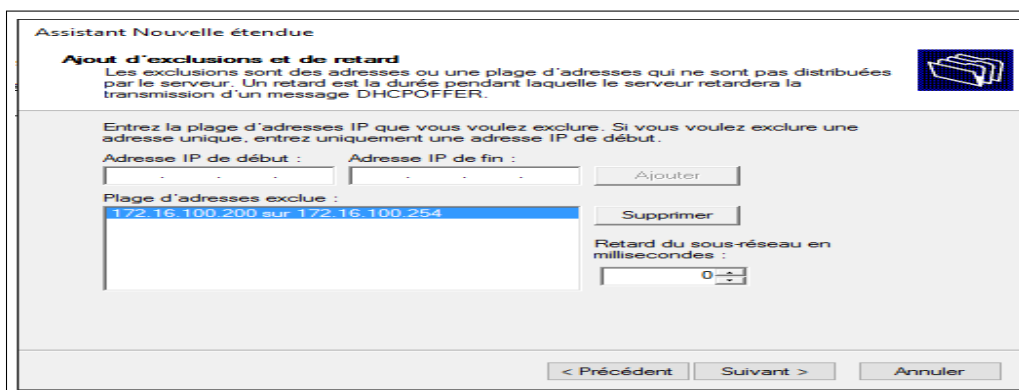 Assistant Nouvelle étendue
Ajout d'exclusions et de retard
Les exclusions sont des adresses ou une plage d'adresses qui ne sont pas distribuées
par le serveur. Un retard est la durée pendant laquelle le serveur retardera la
transmission d'un message DHCPOFFER.
Entrez la plage d'adresses IP que vous voulez exclure. Si vous voulez exclure une
adresse unique, entrez uniquement une adresse IP de début.
Adresse IP de début : Adresse IP de fin :
. . . . . . Ajouter
Plage d'adresses exclue :
172.16.100.200 sur 172.16.100.254 Supprimer
Retard du sous-réseau en
millisecondes :
0
< Précédent Suivant > Annuler